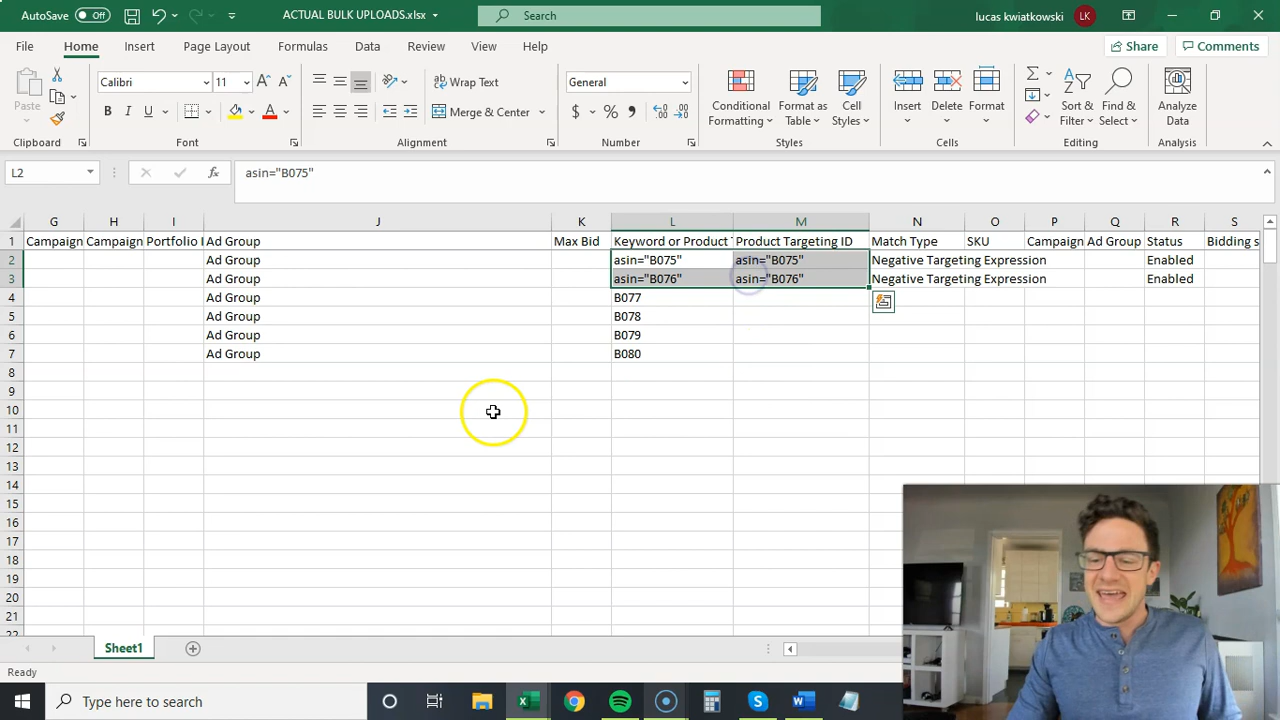 AutoSave Off ACTUAL BULK UPLOADS.xlsx Search lucas kwiatkowski LK
File Home Insert Page Layout Formulas Data Review View Help Share Comments
Paste Calibri 11 Wrap Text General Conditional Formatting Format as Table Cell Styles Insert Delete Format Sort & Filter Find & Select Analyze Data
B I U A Merge & Center $ % 9
Clipboard Font Alignment Number Styles Cells Editing Analysis
L2 fx asin="B075"
G H I J K L M N O P Q R S
1 Campaign Campaign Portfolio I Ad Group Max Bid Keyword or Product T Product Targeting ID Match Type SKU Campaign Ad Group Status Bidding s
2 Ad Group asin="B075" asin="B075" Negative Targeting Expression Enabled
3 Ad Group asin="B076" asin="B076" Negative Targeting Expression Enabled
4 Ad Group B077
5 Ad Group B078
6 Ad Group B079
7 Ad Group B080
8
9
10
11
12
13
14
15
16
17
18
19
20
21
22
Sheet1
Ready
Type here to search